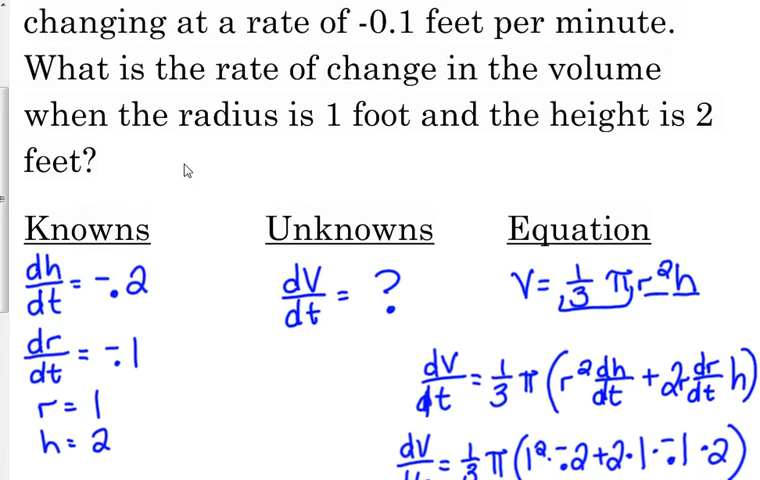 changing at a rate of -0.1 feet per minute.
What is the rate of change in the volume
when the radius is 1 foot and the height is 2
feet?
Knowns Unknowns Equation
dh/dt = -.2 dV/dt = ? V = 1/3 πr²h
dr/dt = -.1
dV/dt = 1/3 π (r² dh/dt + 2r dr/dt h)
r = 1
h = 2
dV/ = 1/3 π (1² · -.2 + 2 · 1 · -.1 · 2)